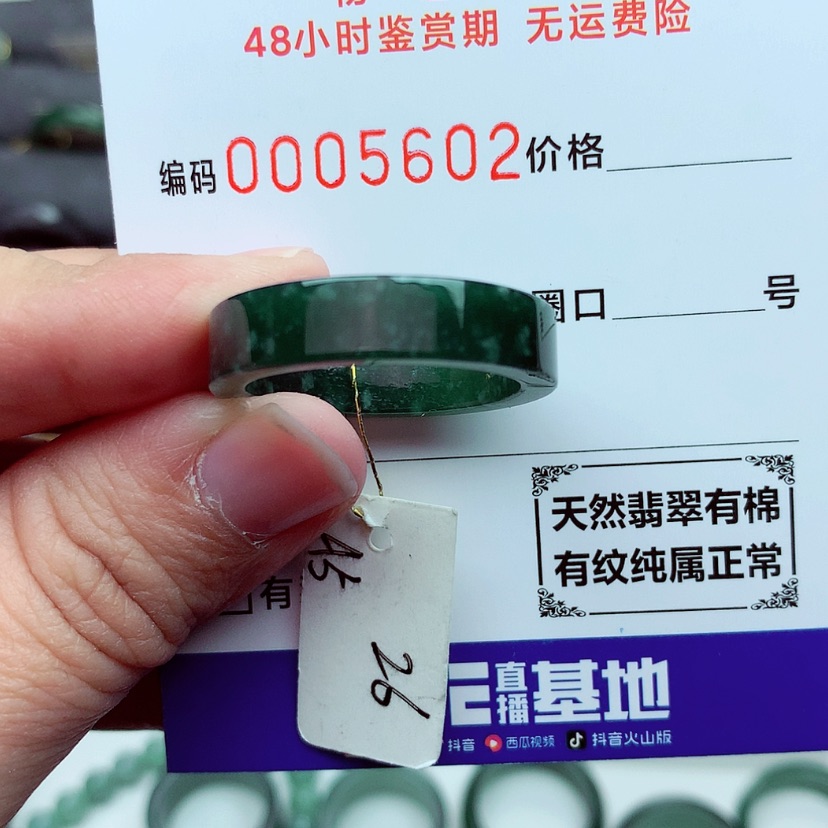 48小时鉴赏期 无运费险
编码0005602价格
圈口 号
天然翡翠有棉
有纹纯属正常
有
A5
26
直播基地
抖音 西瓜视频 抖音火山版